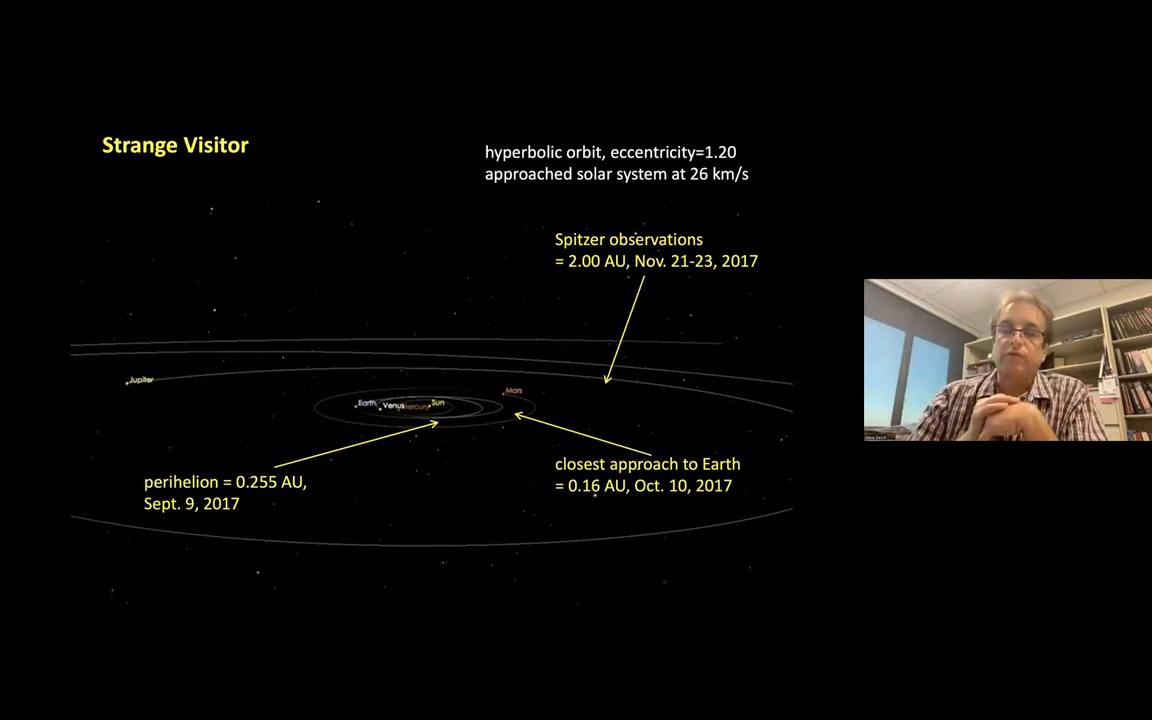 Strange Visitor
hyperbolic orbit, eccentricity=1.20
approached solar system at 26 km/s
Spitzer observations
= 2.00 AU, Nov. 21-23, 2017
Jupiter
Mars
Earth
Venus
Mercury
Sun
closest approach to Earth
= 0.16 AU, Oct. 10, 2017
perihelion = 0.255 AU,
Sept. 9, 2017